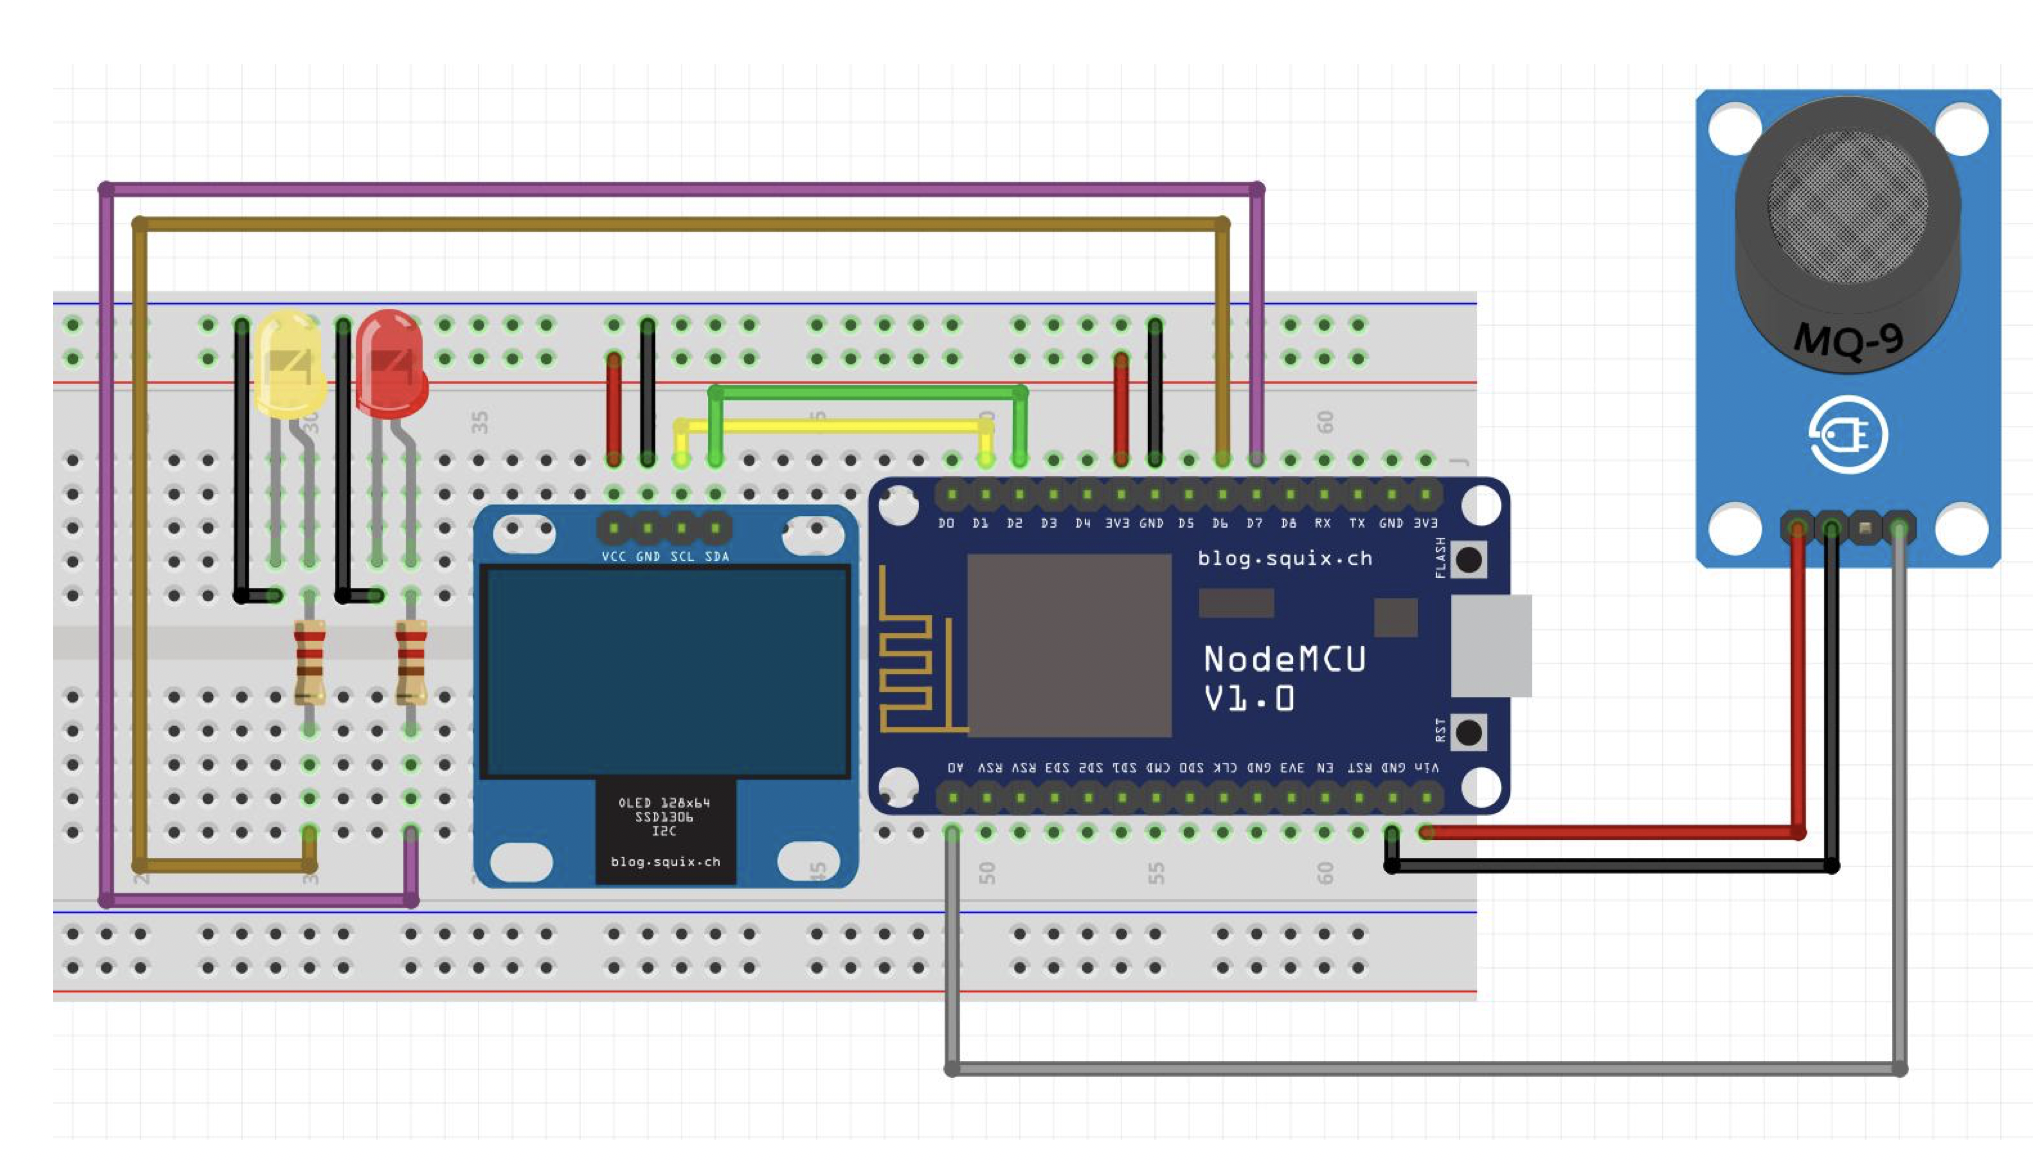 MQ-9
30
35
60
J
VCC GND SCL SDA
D0 D1 D2 D3 D4 3V3 GND D5 D6 D7 D8 RX TX GND 3V3
blog.squix.ch
FLASH
NodeMCU
V1.0
RST
A0 RSV RSV SD3 SD2 SD1 CMD SD0 CLK GND 3V3 EN RST GND Vin
OLED 128x64
SSD1306
I2C
blog.squix.ch
45
50
55
60